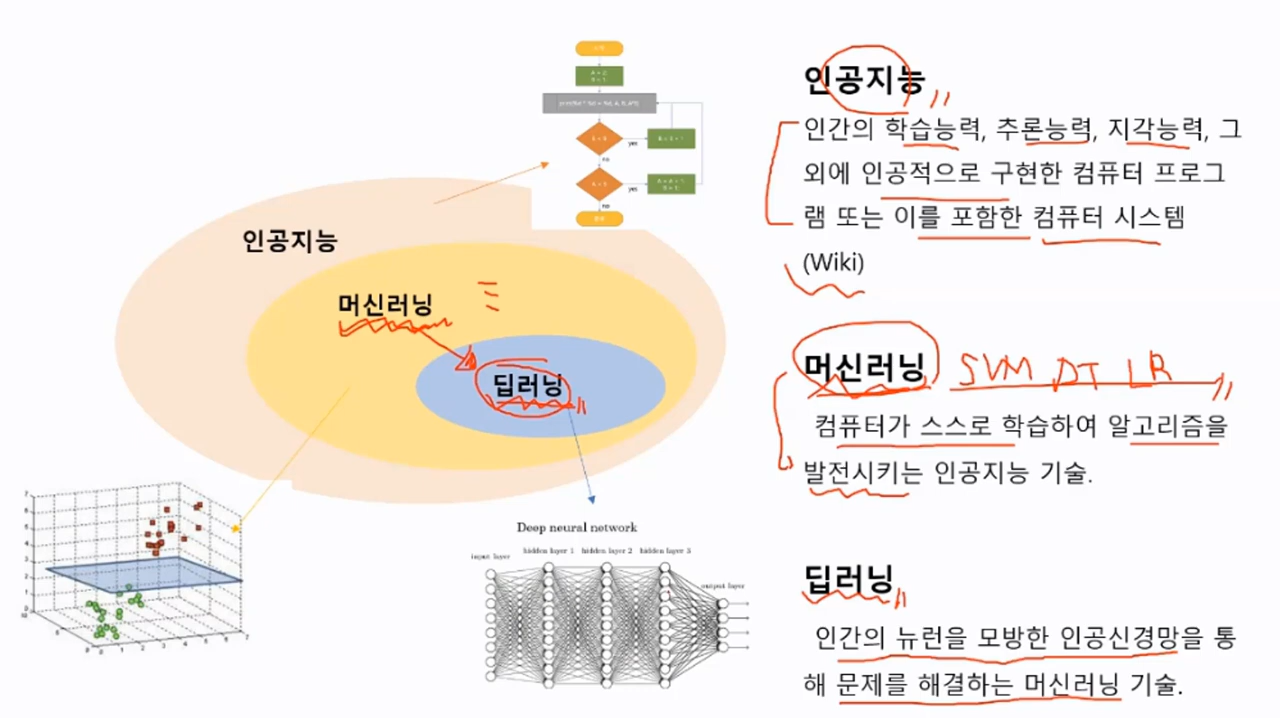 인공지능
인간의 학습능력, 추론능력, 지각능력, 그
외에 인공적으로 구현한 컴퓨터 프로그
램 또는 이를 포함한 컴퓨터 시스템
(Wiki)
yes
no
yes
no
인공지능
머신러닝
딥러닝
머신러닝 SVM DT LR
컴퓨터가 스스로 학습하여 알고리즘을
발전시키는 인공지능 기술.
Deep neural network
input layer
hidden layer 1 hidden layer 2 hidden layer 3
output layer
딥러닝
인간의 뉴런을 모방한 인공신경망을 통
해 문제를 해결하는 머신러닝 기술.